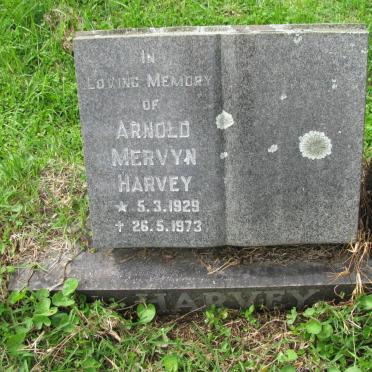 In
Loving Memory
of
Arnold
Mervyn
Harvey
* 5.3.1929
† 26.5.1973
HARVEY